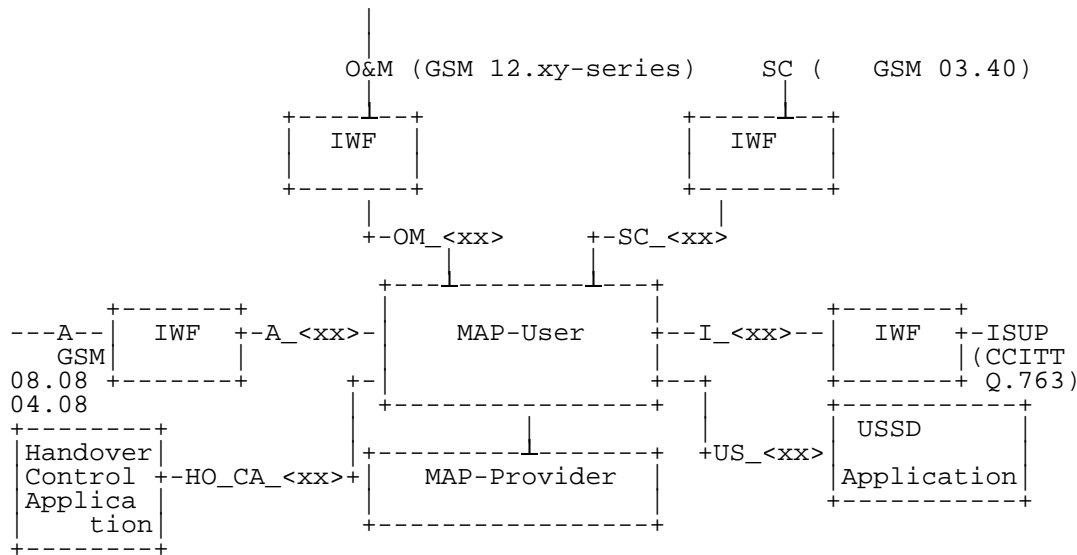 O&M (GSM 12.xy-series) SC ( GSM 03.40)
IWF IWF
OM_<xx> SC_<xx>
A IWF A_<xx> MAP-User I_<xx> IWF ISUP
GSM (CCITT
08.08 Q.763)
04.08
USSD
Handover US_<xx>
Control HO_CA_<xx> MAP-Provider Application
Applica
tion